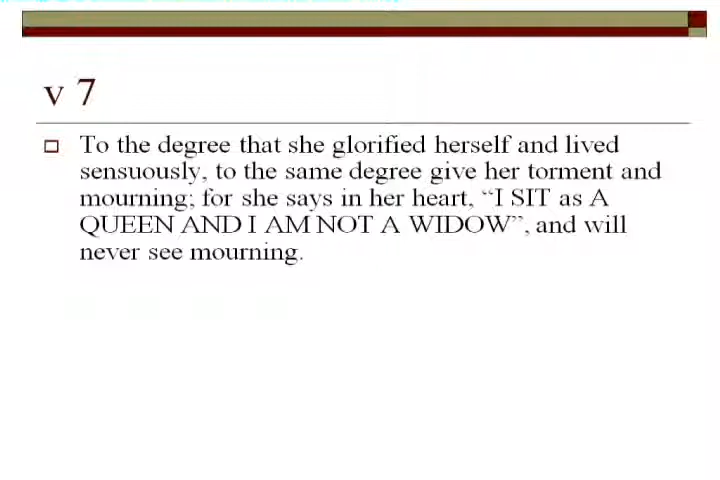 v 7
To the degree that she glorified herself and lived
sensuously, to the same degree give her torment and
mourning; for she says in her heart, “I SIT as A
QUEEN AND I AM NOT A WIDOW”, and will
never see mourning.